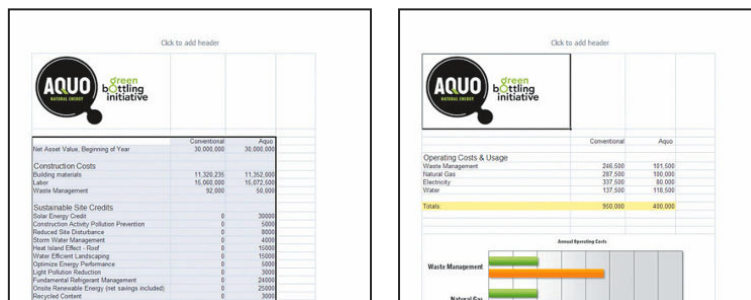 Click to add header
AQUO
NATURAL ENERGY
green
bottling
initiative
Conventional Aquo
Net Asset Value, Beginning of Year 30,000,000 30,000,000
Construction Costs
Building materials 11,320,235 11,352,000
Labor 15,060,000 15,072,500
Waste Management 92,000 50,000
Sustainable Site Credits
Solar Energy Credit 0 30000
Construction Activity Pollution Prevention 0 5000
Reduced Site Disturbance 0 8000
Storm Water Management 0 4000
Heat Island Effect - Roof 0 15000
Water Efficient Landscaping 0 15000
Optimize Energy Performance 0 5000
Light Pollution Reduction 0 3000
Fundamental Refrigerant Management 0 24000
Onsite Renewable Energy (net savings included) 0 25000
Recycled Content 0 3000
Click to add header
AQUO
NATURAL ENERGY
green
bottling
initiative
Conventional Aquo
Operating Costs & Usage
Waste Management 246,500 101,500
Natural Gas 287,500 100,000
Electricity 337,500 80,000
Water 137,500 118,500
Totals 950,000 400,000
Annual Operating Costs
Waste Management
Natural Gas